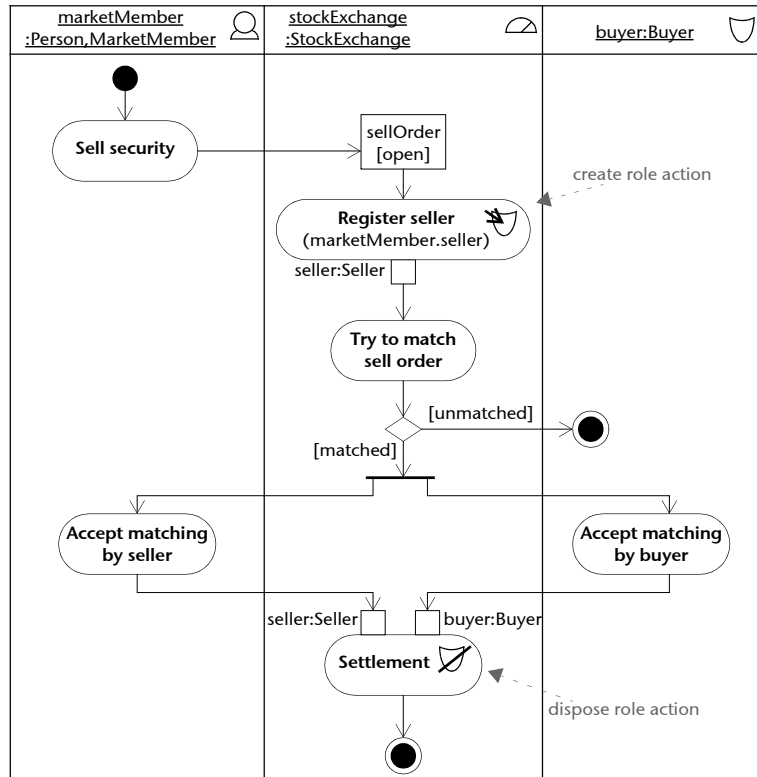 marketMember
:Person,MarketMember
stockExchange
:StockExchange
buyer:Buyer
Sell security
sellOrder
[open]
create role action
Register seller
(marketMember.seller)
seller:Seller
Try to match
sell order
[unmatched]
[matched]
Accept matching
by seller
Accept matching
by buyer
seller:Seller
buyer:Buyer
Settlement
dispose role action